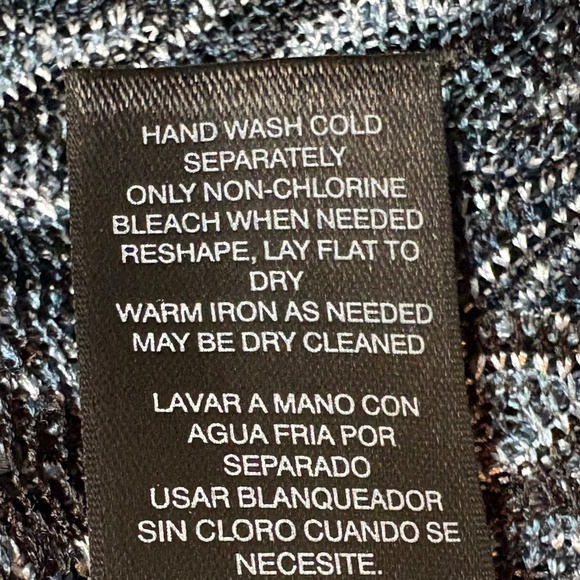 HAND WASH COLD
SEPARATELY
ONLY NON-CHLORINE
BLEACH WHEN NEEDED
RESHAPE, LAY FLAT TO
DRY
WARM IRON AS NEEDED
MAY BE DRY CLEANED
LAVAR A MANO CON
AGUA FRIA POR
SEPARADO
USAR BLANQUEADOR
SIN CLORO CUANDO SE
NECESITE.